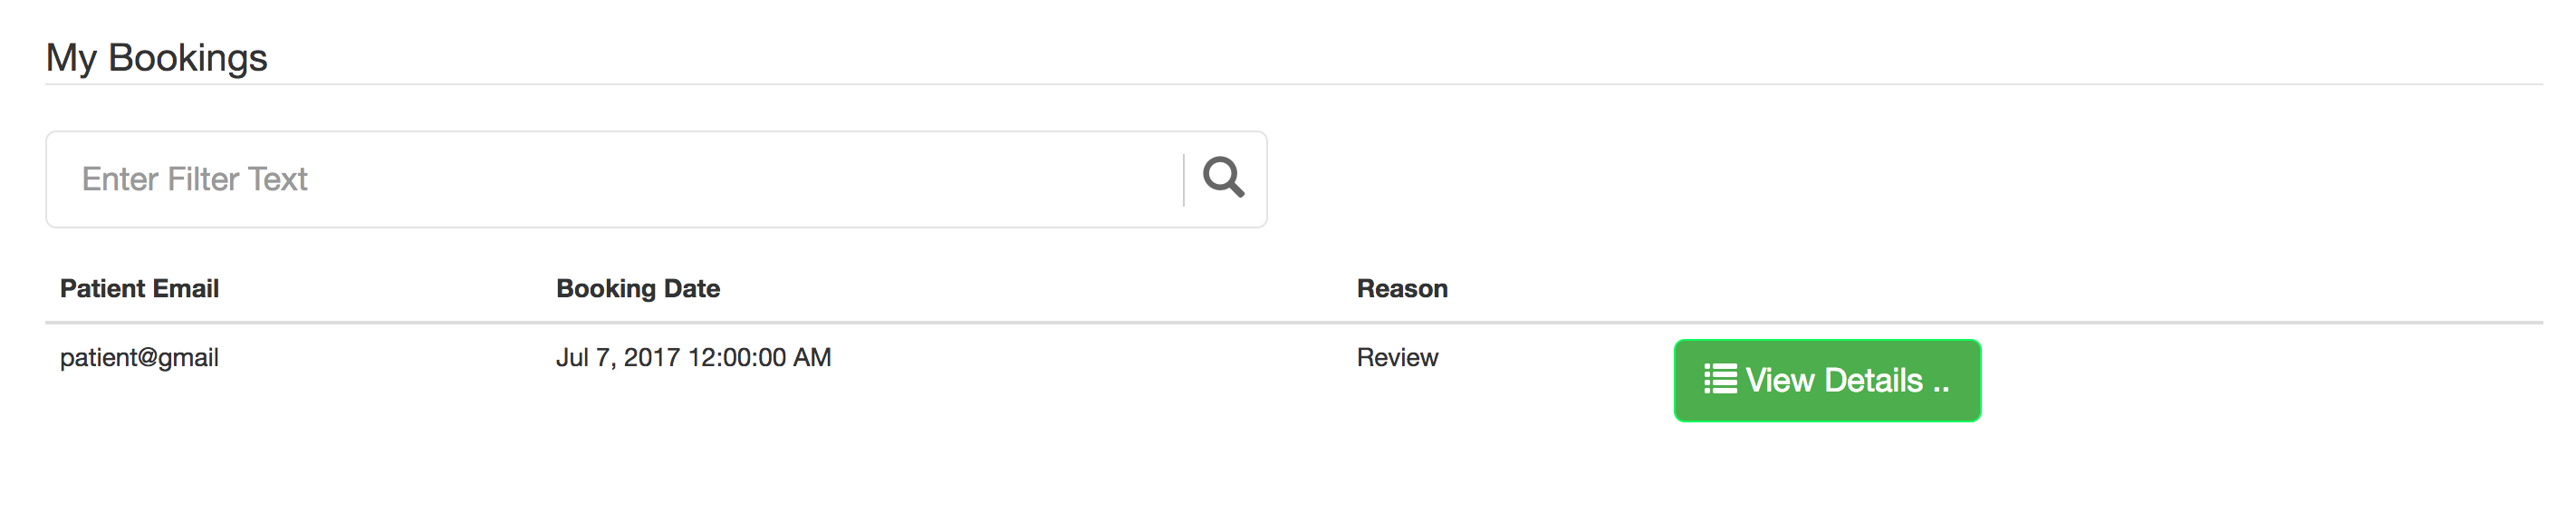 My Bookings
Enter Filter Text
Patient Email Booking Date Reason
patient@gmail Jul 7, 2017 12:00:00 AM Review View Details ..